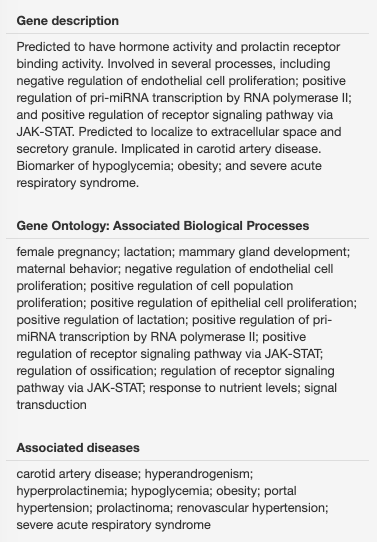 Gene description
Predicted to have hormone activity and prolactin receptor
binding activity. Involved in several processes, including
negative regulation of endothelial cell proliferation; positive
regulation of pri-miRNA transcription by RNA polymerase II;
and positive regulation of receptor signaling pathway via
JAK-STAT. Predicted to localize to extracellular space and
secretory granule. Implicated in carotid artery disease.
Biomarker of hypoglycemia; obesity; and severe acute
respiratory syndrome.
Gene Ontology: Associated Biological Processes
female pregnancy; lactation; mammary gland development;
maternal behavior; negative regulation of endothelial cell
proliferation; positive regulation of cell population
proliferation; positive regulation of epithelial cell proliferation;
positive regulation of lactation; positive regulation of pri-
miRNA transcription by RNA polymerase II; positive
regulation of receptor signaling pathway via JAK-STAT;
regulation of ossification; regulation of receptor signaling
pathway via JAK-STAT; response to nutrient levels; signal
transduction
Associated diseases
carotid artery disease; hyperandrogenism;
hyperprolactinemia; hypoglycemia; obesity; portal
hypertension; prolactinoma; renovascular hypertension;
severe acute respiratory syndrome